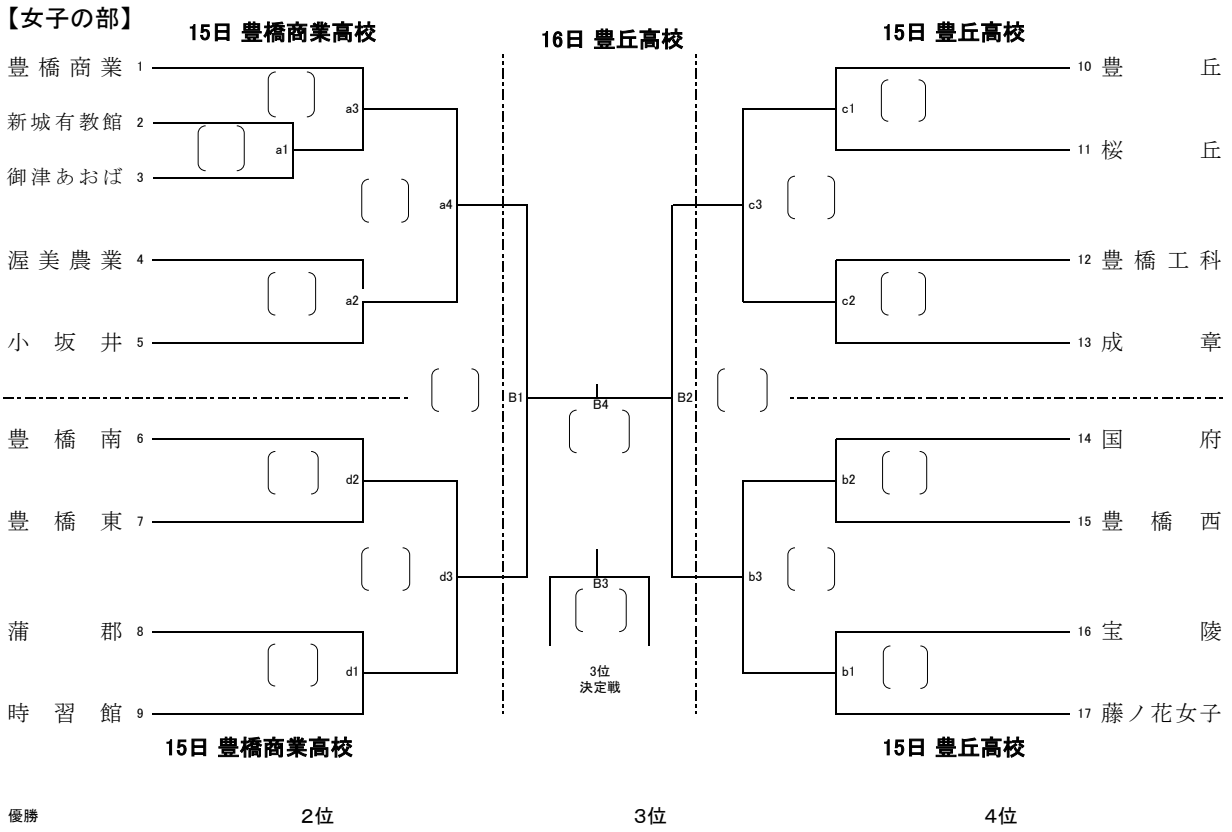 【女子の部】
15日 豊橋商業高校
16日 豊丘高校
15日 豊丘高校
豊橋商業 1
新城有教館 2
御津あおば 3
渥美農業 4
小坂井 5
豊橋南 6
豊橋東 7
蒲郡 8
時習館 9
a3
a1
a4
a2
d2
d3
d1
B1
B4
B2
B3
3位
決定戦
c1
c3
c2
b2
b3
b1
10 豊丘
11 桜丘
12 豊橋工科
13 成章
14 国府
15 豊橋西
16 宝陵
17 藤ノ花女子
15日 豊橋商業高校
15日 豊丘高校
優勝 2位 3位 4位